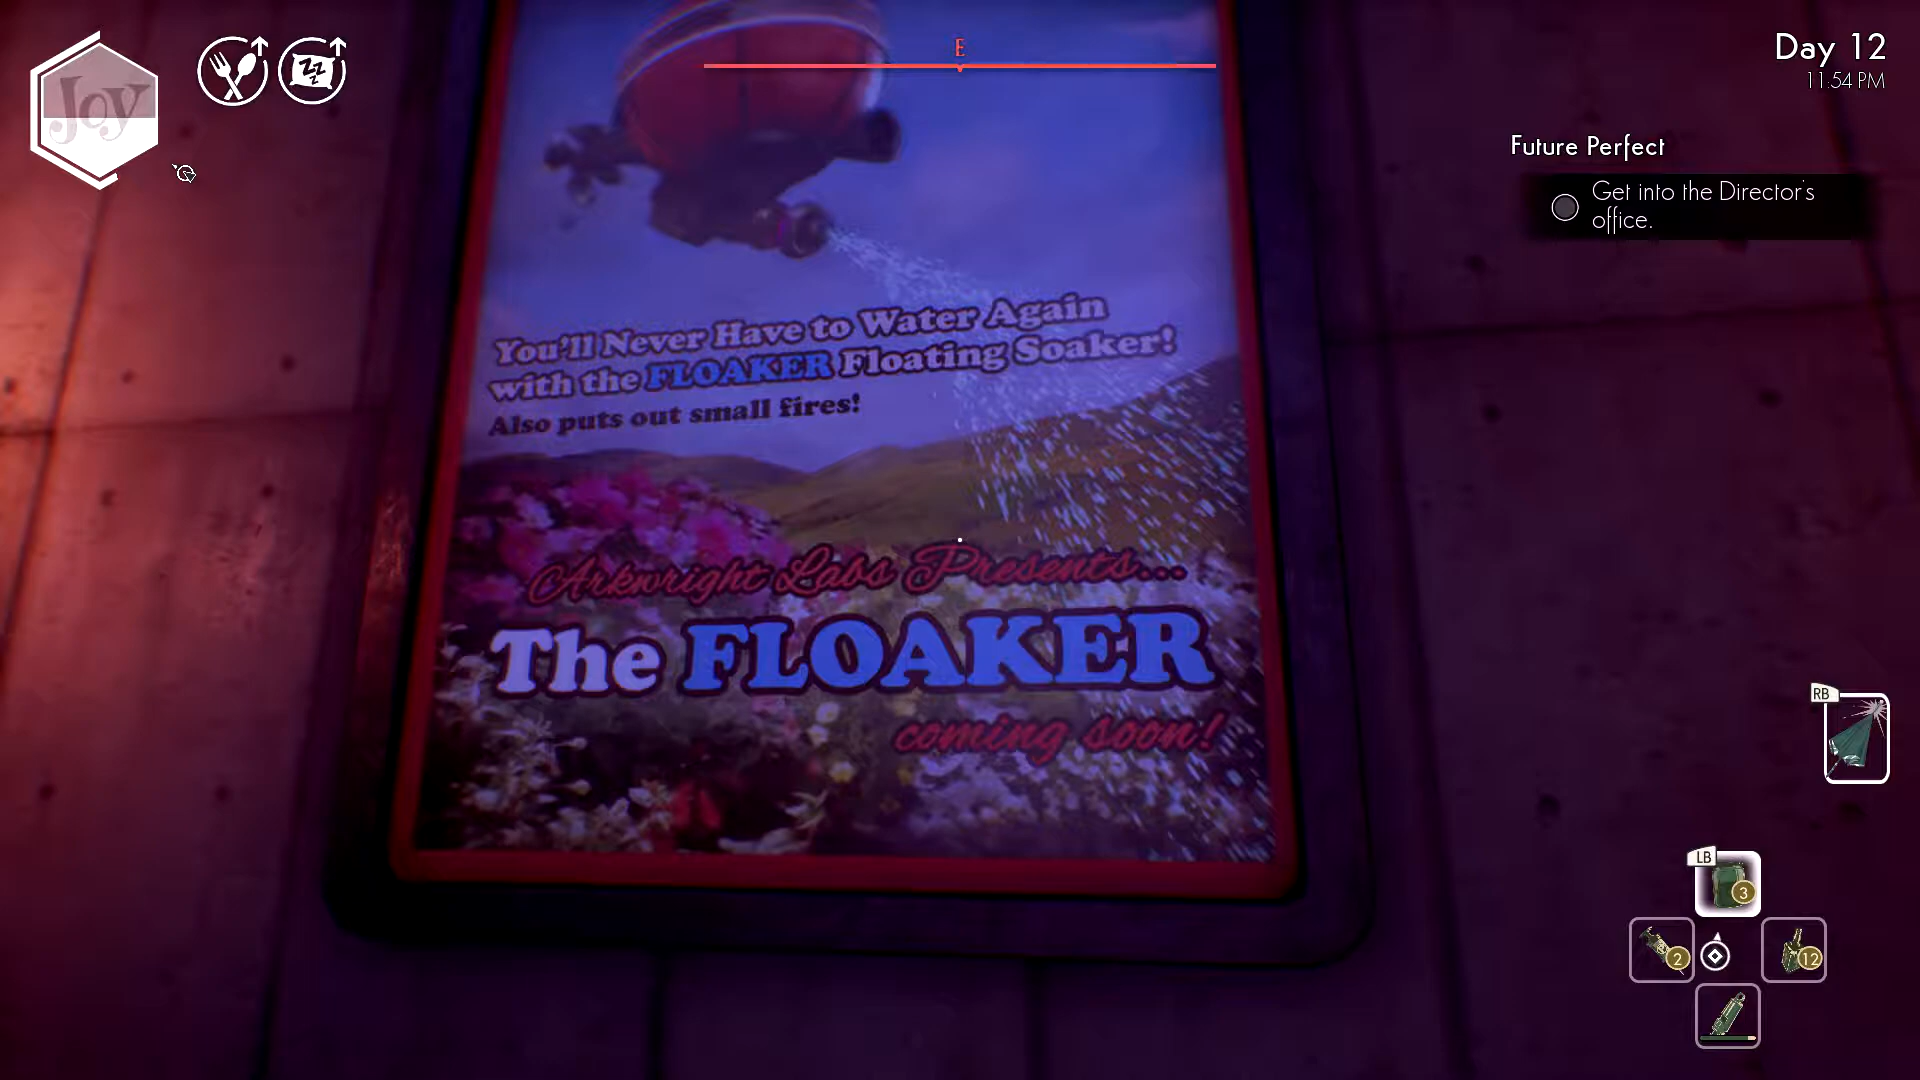 Joy
E
Day 12
11:54 PM
Future Perfect
Get into the Director's
office.
You'll Never Have to Water Again
with the FLOAKER Floating Soaker!
Also puts out small fires!
Arkwright Labs Presents...
The FLOAKER
coming soon!
RB
LB
3
2
12